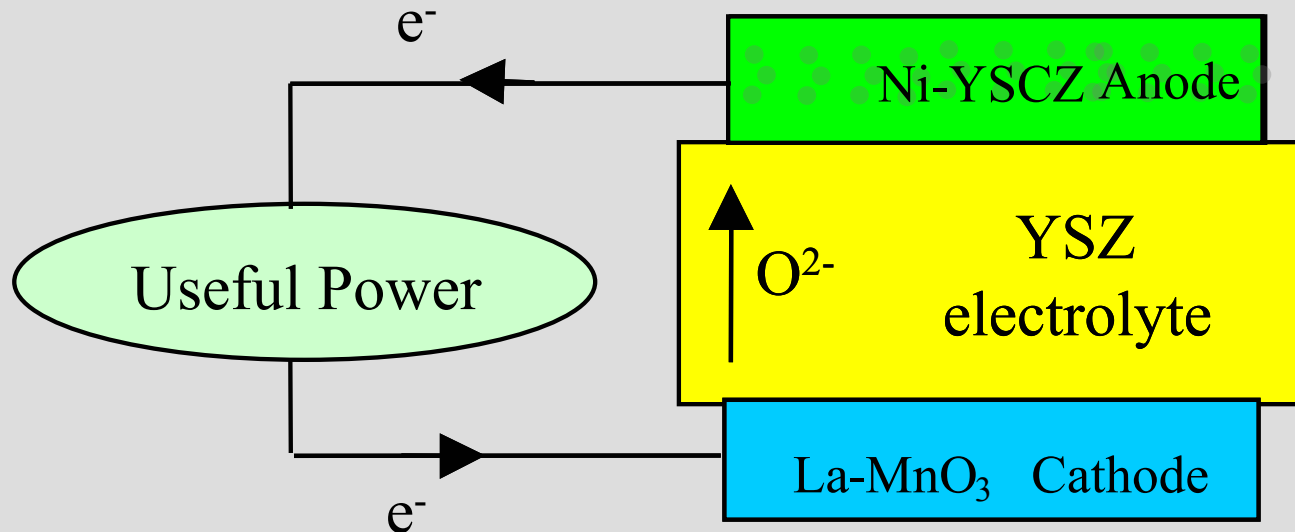 e⁻
Ni-YSCZ Anode
YSZ
O²⁻
electrolyte
Useful Power
La-MnO₃ Cathode
e⁻